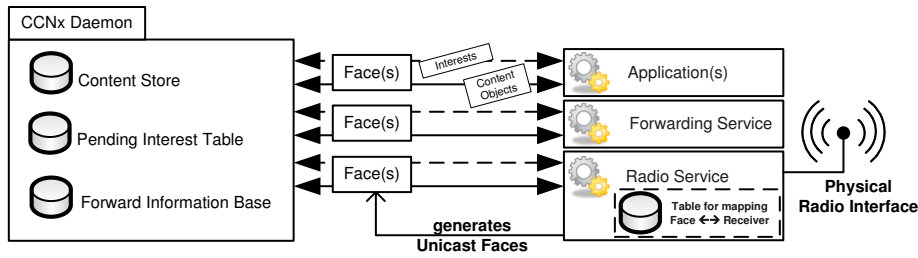 CCNx Daemon
Content Store
Pending Interest Table
Forward Information Base
Face(s)
Interests
Content
Objects
Face(s)
Face(s)
generates
Unicast Faces
Application(s)
Forwarding Service
Radio Service
Table for mapping
Face ←→ Receiver
Physical
Radio Interface